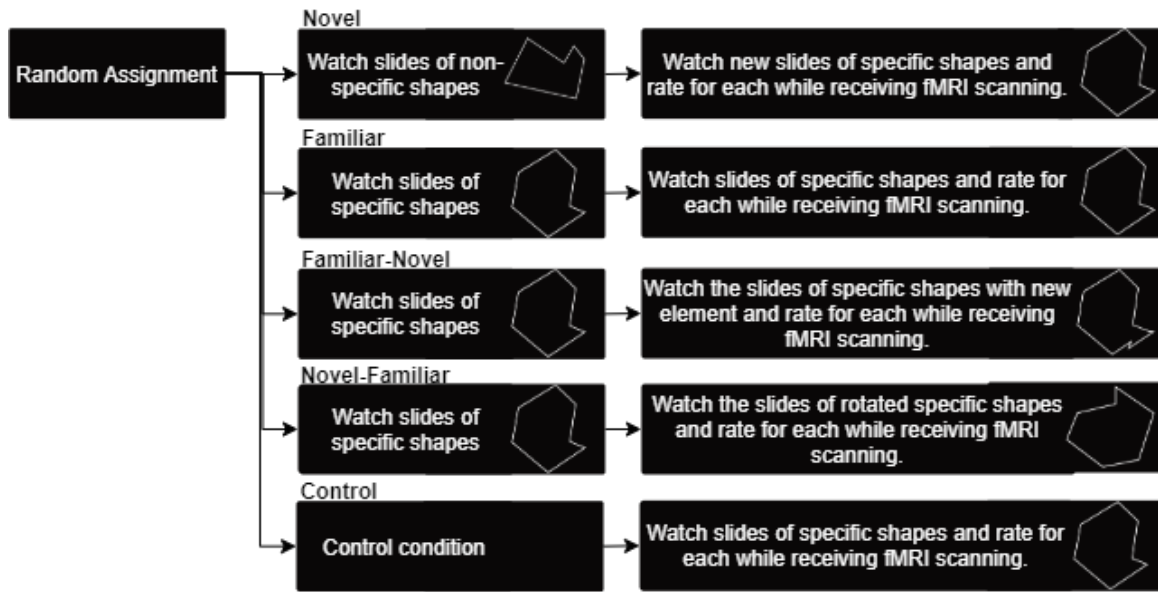 Random Assignment
Novel
Watch slides of non-
specific shapes
Watch new slides of specific shapes and
rate for each while receiving fMRI scanning.
Familiar
Watch slides of
specific shapes
Watch slides of specific shapes and rate for
each while receiving fMRI scanning.
Familiar-Novel
Watch slides of
specific shapes
Watch the slides of specific shapes with new
element and rate for each while receiving
fMRI scanning.
Novel-Familiar
Watch slides of
specific shapes
Watch the slides of rotated specific shapes
and rate for each while receiving fMRI
scanning.
Control
Control condition
Watch slides of specific shapes and rate for
each while receiving fMRI scanning.